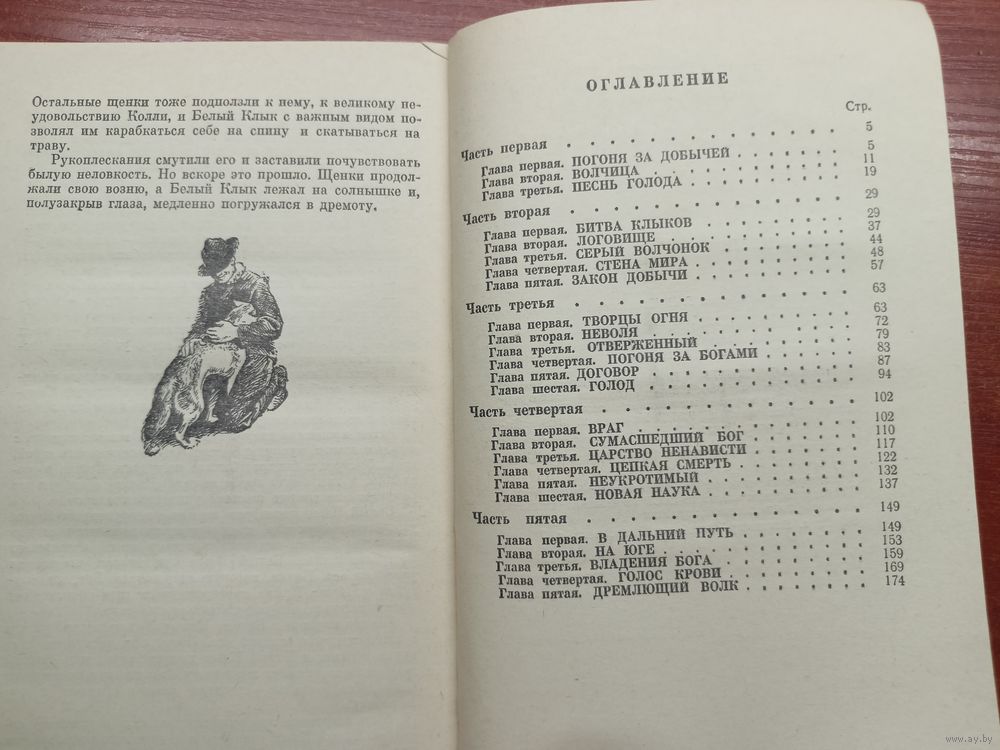 Остальные щенки тоже подползли к нему, к великому не-
удовольствию Колли, и Белый Клык с важным видом по-
зволял им карабкаться себе на спину и скатываться на
траву.
Рукоплескания смутили его и заставили почувствовать
былую неловкость. Но вскоре это прошло. Щенки продол-
жали свою возню, а Белый Клык лежал на солнышке и,
полузакрыв глаза, медленно погружался в дремоту.
ОГЛАВЛЕНИЕ
Стр.
Часть первая . . . . . . . . . . . . 5
Глава первая. ПОГОНЯ ЗА ДОБЫЧЕЙ . . . . . 5
Глава вторая. ВОЛЧИЦА . . . . . . . . 11
Глава третья. ПЕСНЬ ГОЛОДА . . . . . . . 19
Часть вторая . . . . . . . . . . . . 29
Глава первая. БИТВА КЛЫКОВ . . . . . . . 29
Глава вторая. ЛОГОВИЩЕ . . . . . . . . 37
Глава третья. СЕРЫЙ ВОЛЧОНОК . . . . . . 44
Глава четвертая. СТЕНА МИРА . . . . . . . 48
Глава пятая. ЗАКОН ДОБЫЧИ . . . . . . . 57
Часть третья . . . . . . . . . . . . 63
Глава первая. ТВОРЦЫ ОГНЯ . . . . . . . 63
Глава вторая. НЕВОЛЯ . . . . . . . . . 72
Глава третья. ОТВЕРЖЕННЫЙ . . . . . . . 79
Глава четвертая. ПОГОНЯ ЗА БОГАМИ . . . . . 83
Глава пятая. ДОГОВОР . . . . . . . . . 87
Глава шестая. ГОЛОД . . . . . . . . . 94
Часть четвертая . . . . . . . . . . . 102
Глава первая. ВРАГ . . . . . . . . . . 102
Глава вторая. СУМАСШЕДШИЙ БОГ . . . . . . 110
Глава третья. ЦАРСТВО НЕНАВИСТИ . . . . . . 117
Глава четвертая. ЦЕПКАЯ СМЕРТЬ . . . . . . 122
Глава пятая. НЕУКРОТИМЫЙ . . . . . . . 132
Глава шестая. НОВАЯ НАУКА . . . . . . . 137
Часть пятая . . . . . . . . . . . . 149
Глава первая. В ДАЛЬНИЙ ПУТЬ . . . . . . 149
Глава вторая. НА ЮГЕ . . . . . . . . . 153
Глава третья. ВЛАДЕНИЯ БОГА . . . . . . . 159
Глава четвертая. ГОЛОС КРОВИ . . . . . . . 169
Глава пятая. ДРЕМЛЮЩИЙ ВОЛК . . . . . . 174
www.ay.by